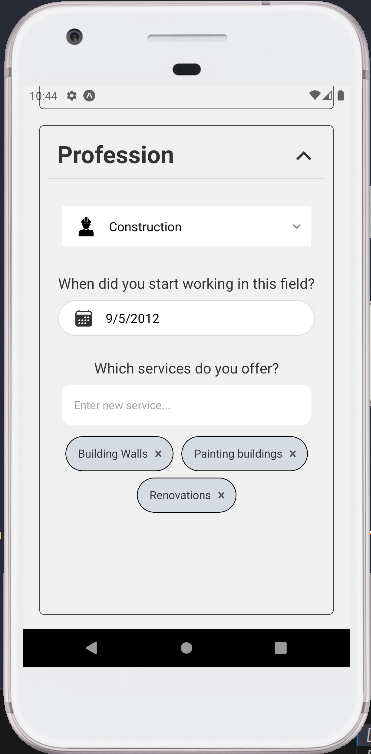 10:44
Profession
Construction
When did you start working in this field?
9/5/2012
Which services do you offer?
Enter new service...
Building Walls ×
Painting buildings ×
Renovations ×